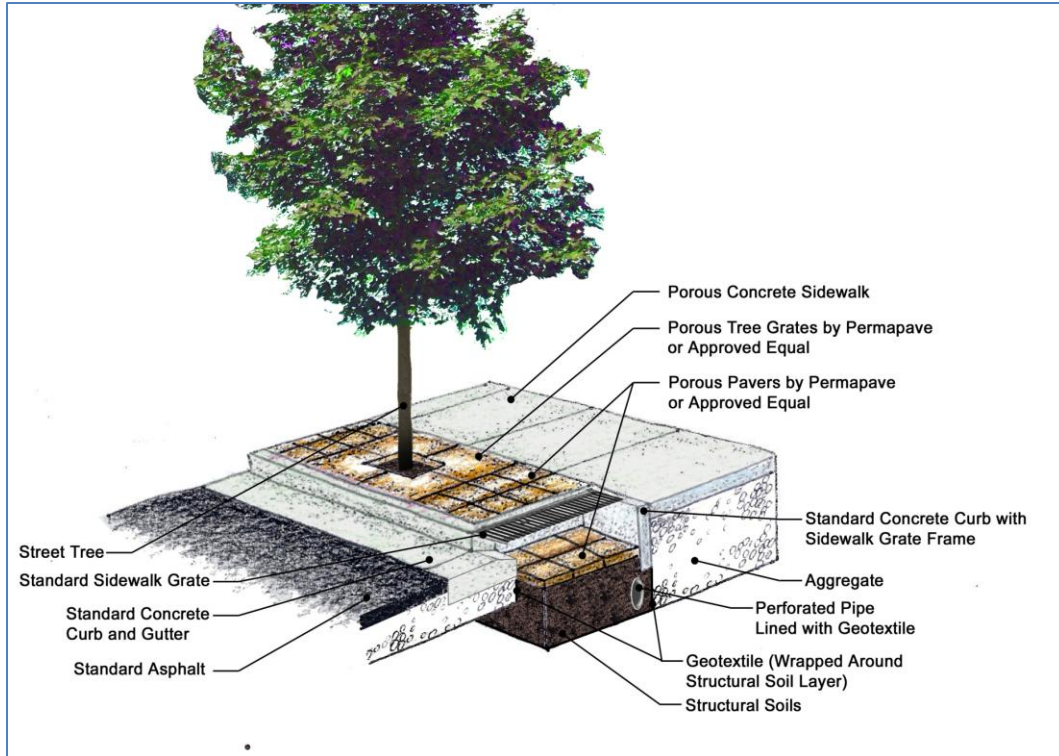 Porous Concrete Sidewalk
Porous Tree Grates by Permapave
or Approved Equal
Porous Pavers by Permapave
or Approved Equal
Standard Concrete Curb with
Sidewalk Grate Frame
Aggregate
Perforated Pipe
Lined with Geotextile
Geotextile (Wrapped Around
Structural Soil Layer)
Structural Soils
Street Tree
Standard Sidewalk Grate
Standard Concrete
Curb and Gutter
Standard Asphalt